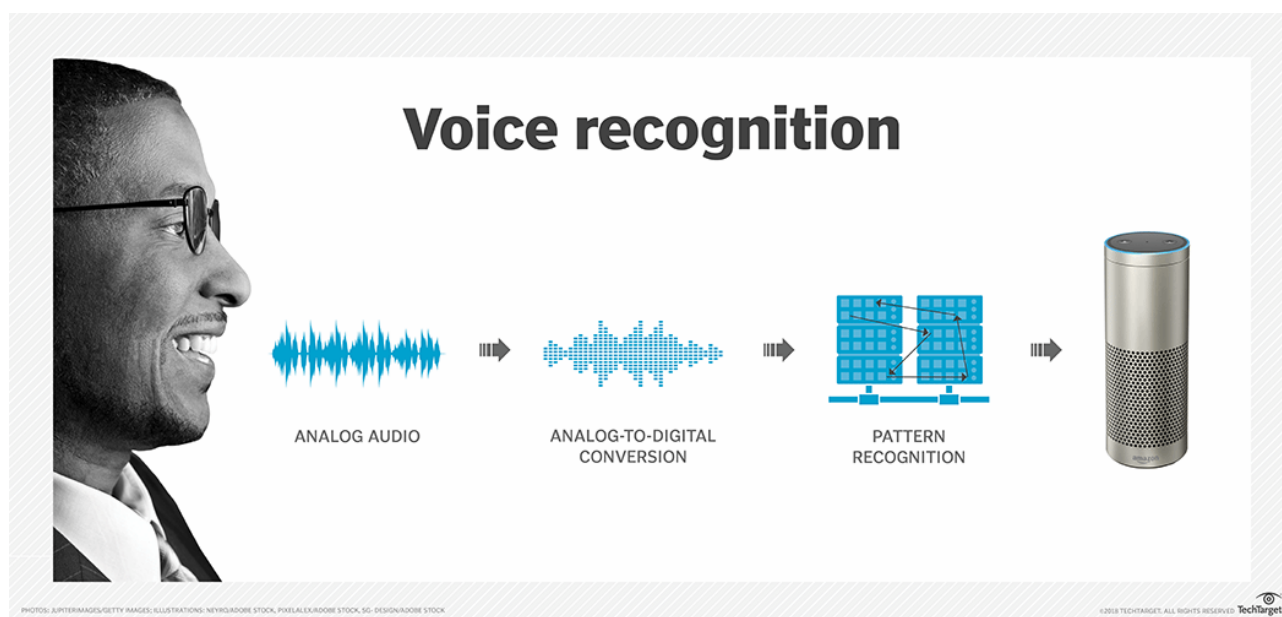 Voice recognition
ANALOG AUDIO
ANALOG-TO-DIGITAL
CONVERSION
PATTERN
RECOGNITION
amazon
PHOTOS: JUPITERIMAGES/GETTY IMAGES; ILLUSTRATIONS: NEYRO/ADOBE STOCK, PIXELALEX/ADOBE STOCK, SG- DESIGN/ADOBE STOCK
©2018 TECHTARGET. ALL RIGHTS RESERVED TechTarget